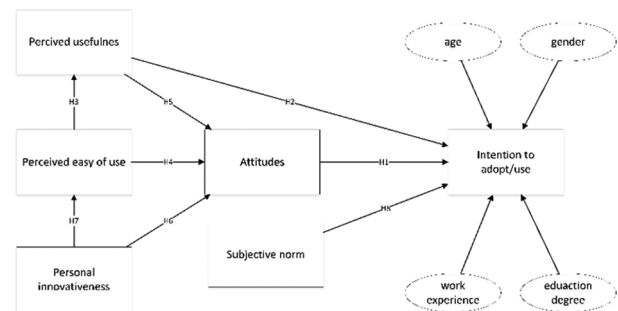 Percived usefulnes
age
gender
H3
H5
H2
Perceived easy of use
H4
Attitudes
H1
Intention to
adopt/use
H7
H6
H8
Subjective norm
Personal
innovativeness
work
experience
eduaction
degree